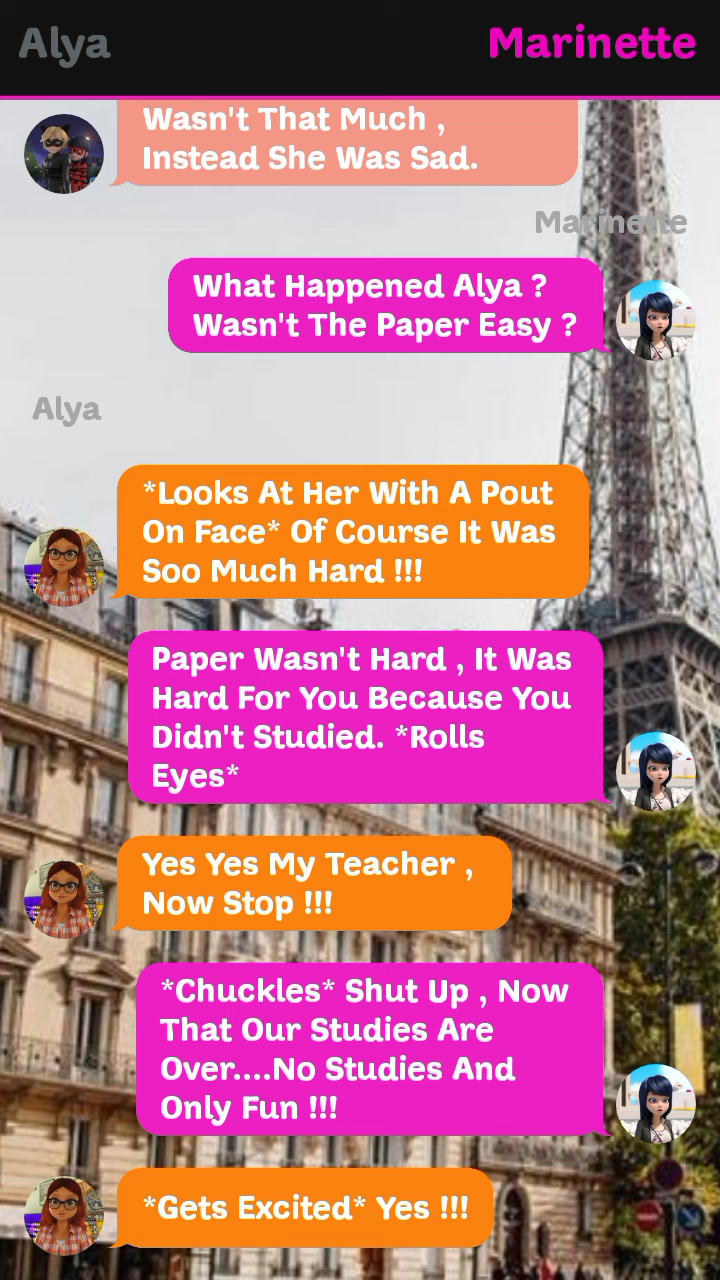 Alya
Marinette
Wasn't That Much ,
Instead She Was Sad.
Marinette
What Happened Alya ?
Wasn't The Paper Easy ?
Alya
*Looks At Her With A Pout
On Face* Of Course It Was
Soo Much Hard !!!
Paper Wasn't Hard , It Was
Hard For You Because You
Didn't Studied. *Rolls
Eyes*
Yes Yes My Teacher ,
Now Stop !!!
*Chuckles* Shut Up , Now
That Our Studies Are
Over....No Studies And
Only Fun !!!
*Gets Excited* Yes !!!